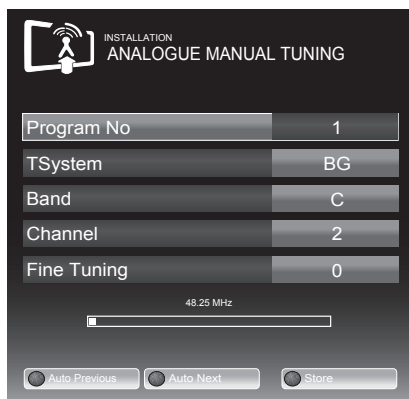 INSTALLATION
ANALOGUE MANUAL TUNING
Program No 1
TSystem BG
Band C
Channel 2
Fine Tuning 0
48.25 MHz
Auto Previous Auto Next Store